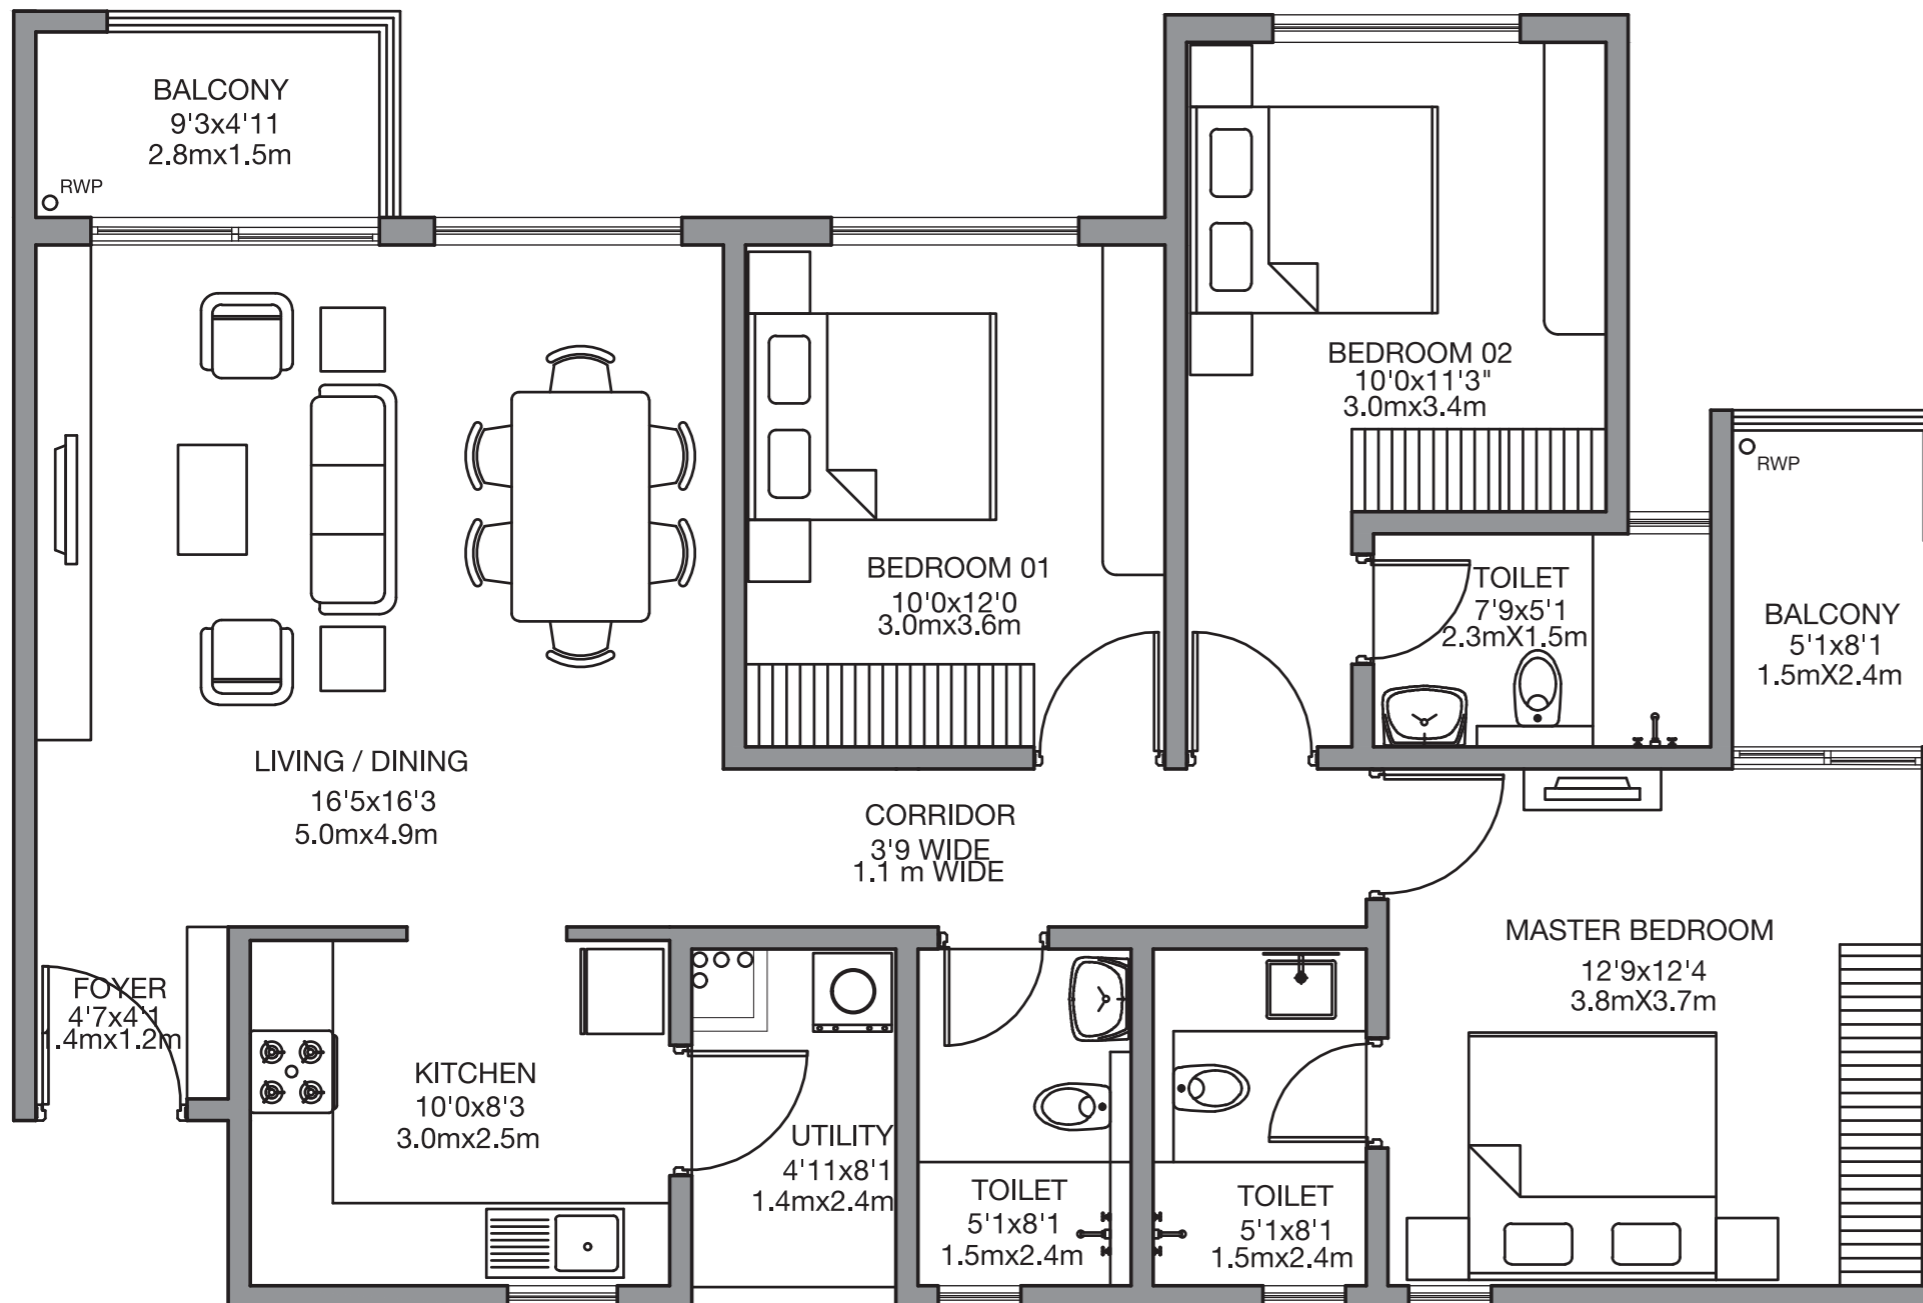 BALCONY
9'3x4'11
2.8mx1.5m
RWP
BEDROOM 02
10'0x11'3"
3.0mx3.4m
RWP
BEDROOM 01
10'0x12'0
3.0mx3.6m
TOILET
7'9x5'1
2.3mX1.5m
BALCONY
5'1x8'1
1.5mX2.4m
LIVING / DINING
16'5x16'3
5.0mx4.9m
CORRIDOR
3'9 WIDE
1.1 m WIDE
MASTER BEDROOM
12'9x12'4
3.8mX3.7m
FOYER
4'7x4'1
1.4mx1.2m
KITCHEN
10'0x8'3
3.0mx2.5m
UTILITY
4'11x8'1
1.4mx2.4m
TOILET
5'1x8'1
1.5mx2.4m
TOILET
5'1x8'1
1.5mx2.4m